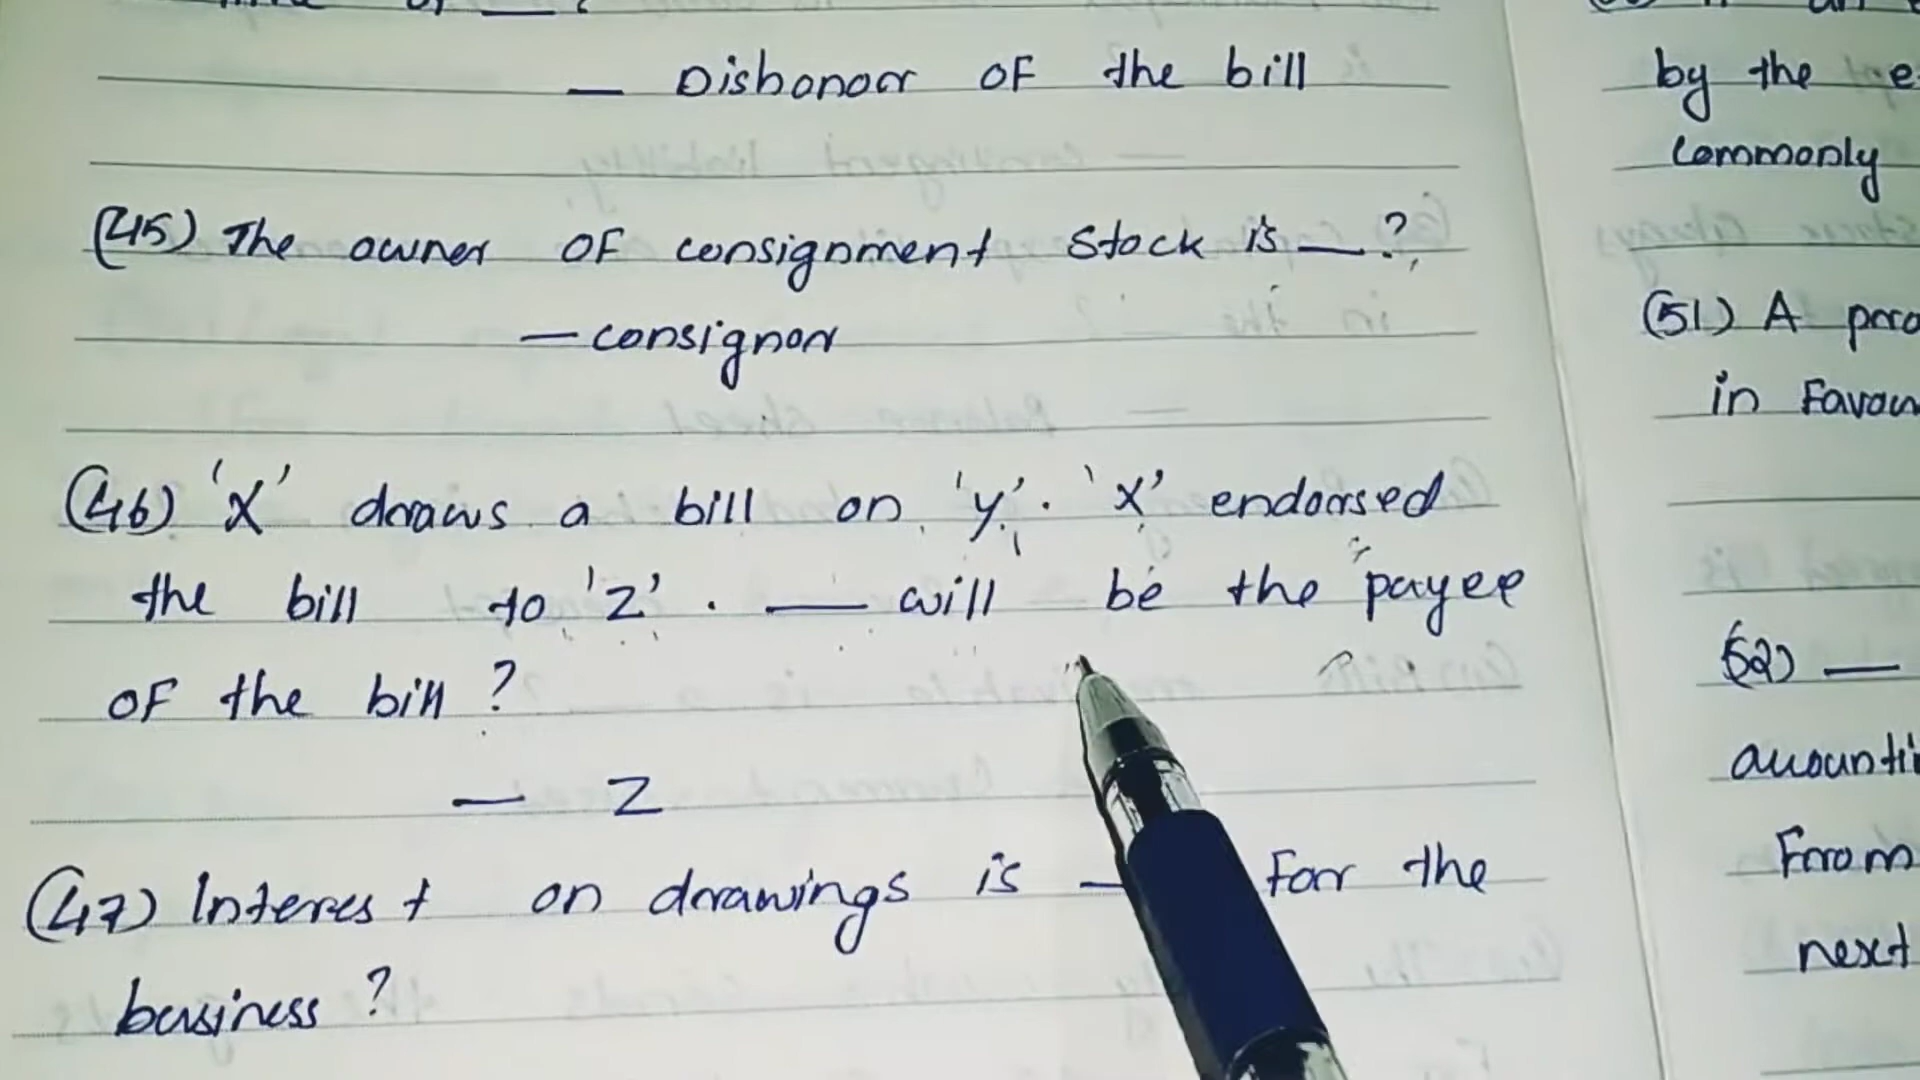 — Dishonour OF the bill
(45) The owner OF consignment Stock is — ?
— consignor
(46) 'X' draws a bill on 'y'. 'X' endorsed
the bill to 'Z'. — will be the payee
OF the bill ?
— Z
(47) Interest on drawings is — For the
business ?
by the
commonly
(51) A
in Favou
(52) —
From
next